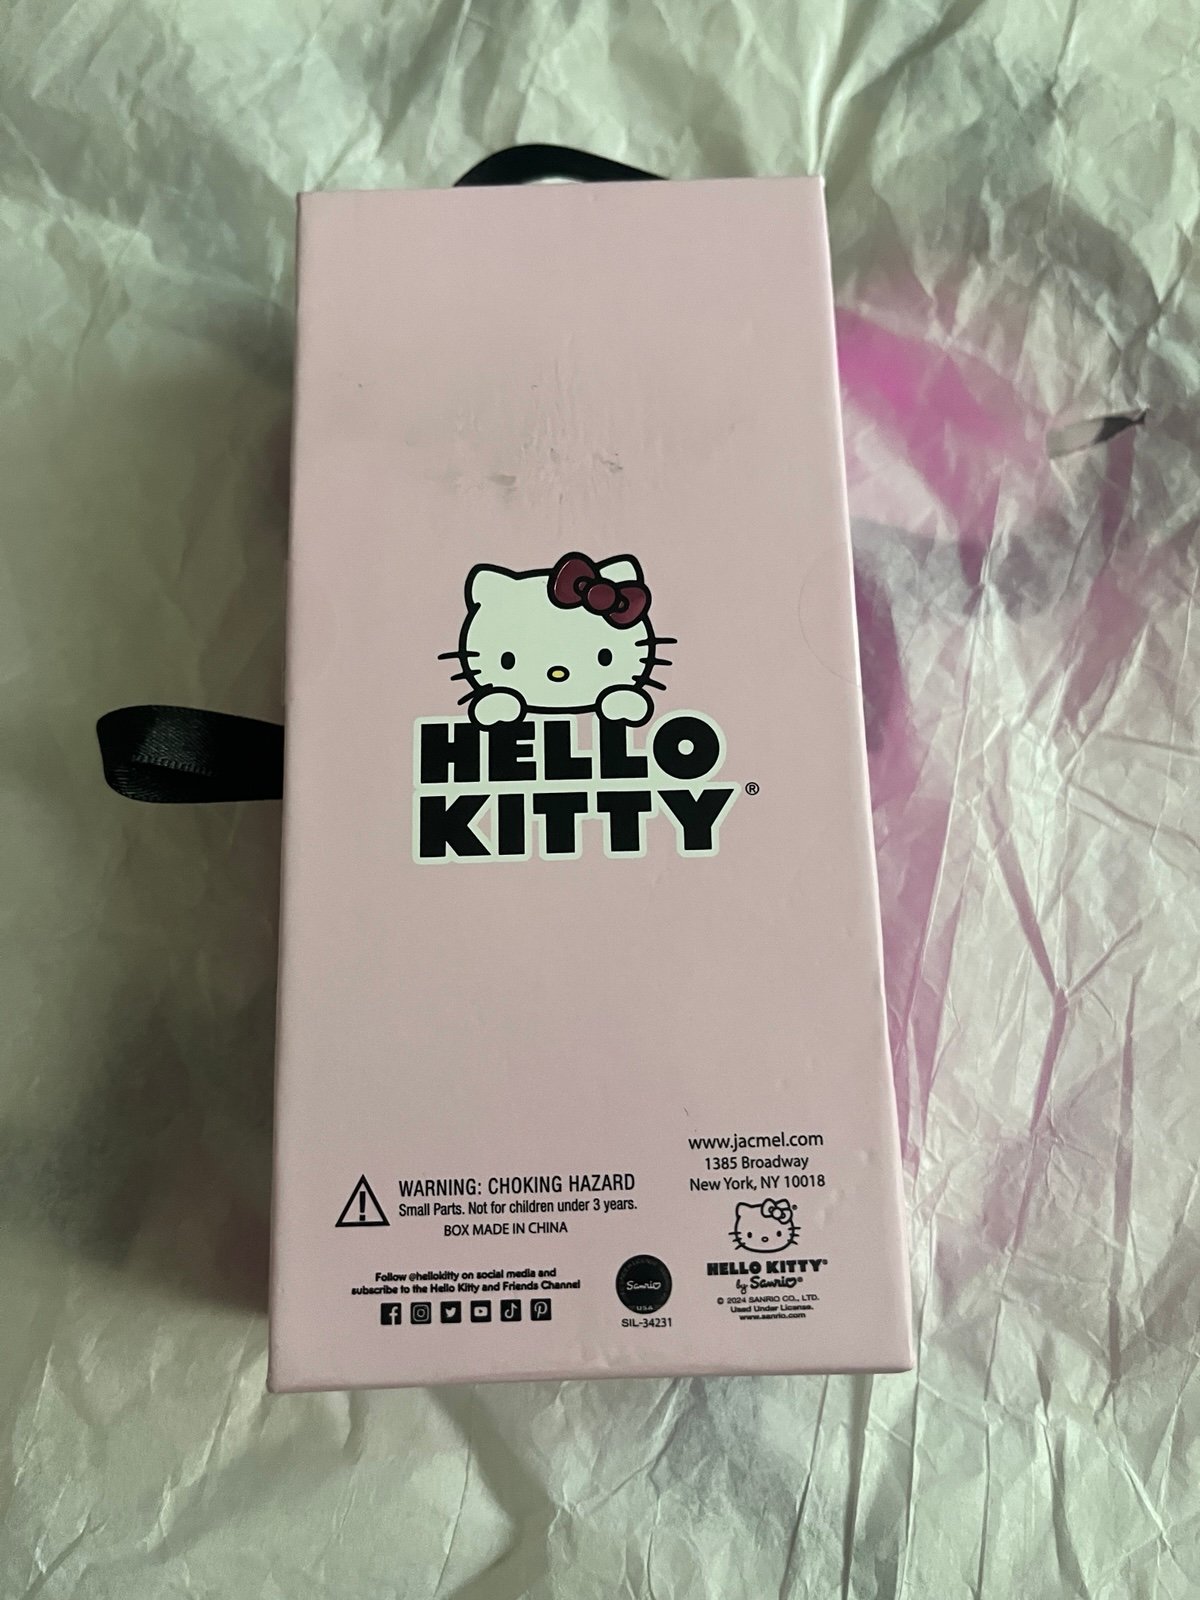 HELLO
KITTY®
www.jacmel.com
1385 Broadway
New York, NY 10018
WARNING: CHOKING HAZARD
Small Parts. Not for children under 3 years.
BOX MADE IN CHINA
Follow @hellokitty on social media and
subscribe to the Hello Kitty and Friends Channel
Sanrio
USA
SIL-34231
HELLO KITTY®
by Sanrio®
© 2024 SANRIO CO., LTD.
Used Under License.
www.sanrio.com